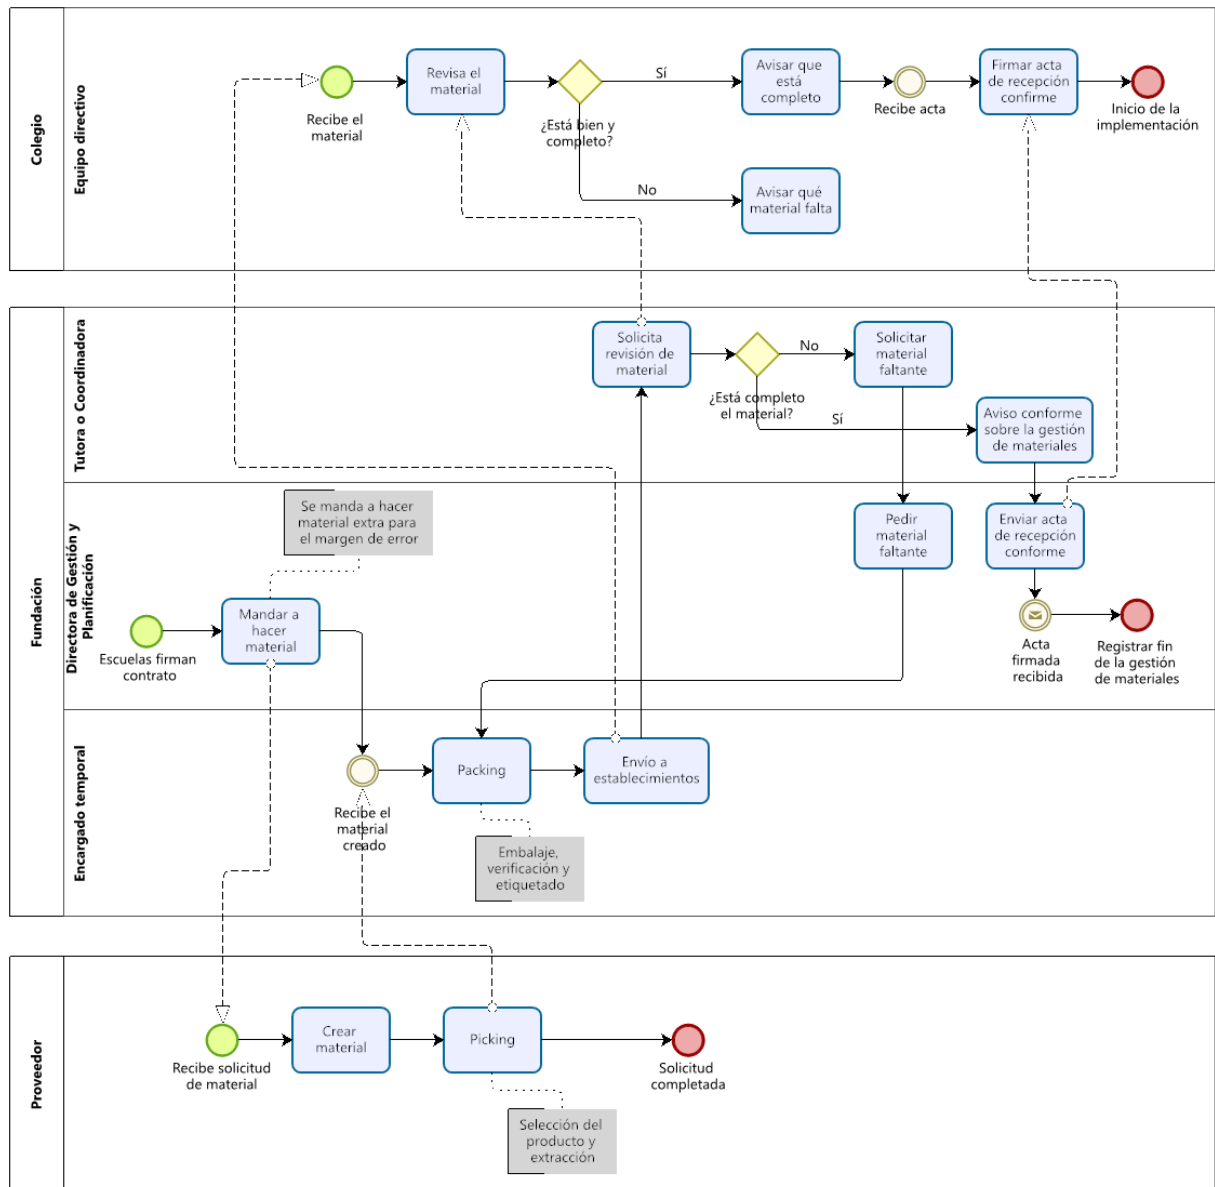 Colegio
Equipo directivo
Recibe el
material
Revisa el
material
¿Está bien y
completo?
Sí
No
Avisar que
está
completo
Avisar qué
material falta
Recibe acta
Firmar acta
de recepción
confirme
Inicio de la
implementación
Fundación
Tutora o Coordinadora
Solicita
revisión de
material
¿Está completo
el material?
No
Sí
Solicitar
material
faltante
Aviso conforme
sobre la gestión
de materiales
Directora de Gestión y
Planificación
Se manda a hacer
material extra para
el margen de error
Escuelas firman
contrato
Mandar a
hacer
material
Pedir
material
faltante
Enviar acta
de recepción
conforme
Acta
firmada
recibida
Registrar fin
de la gestión
de materiales
Encargado temporal
Recibe el
material
creado
Packing
Envío a
establecimientos
Embalaje,
verificación y
etiquetado
Proveedor
Recibe solicitud
de material
Crear
material
Picking
Solicitud
completada
Selección del
producto y
extracción